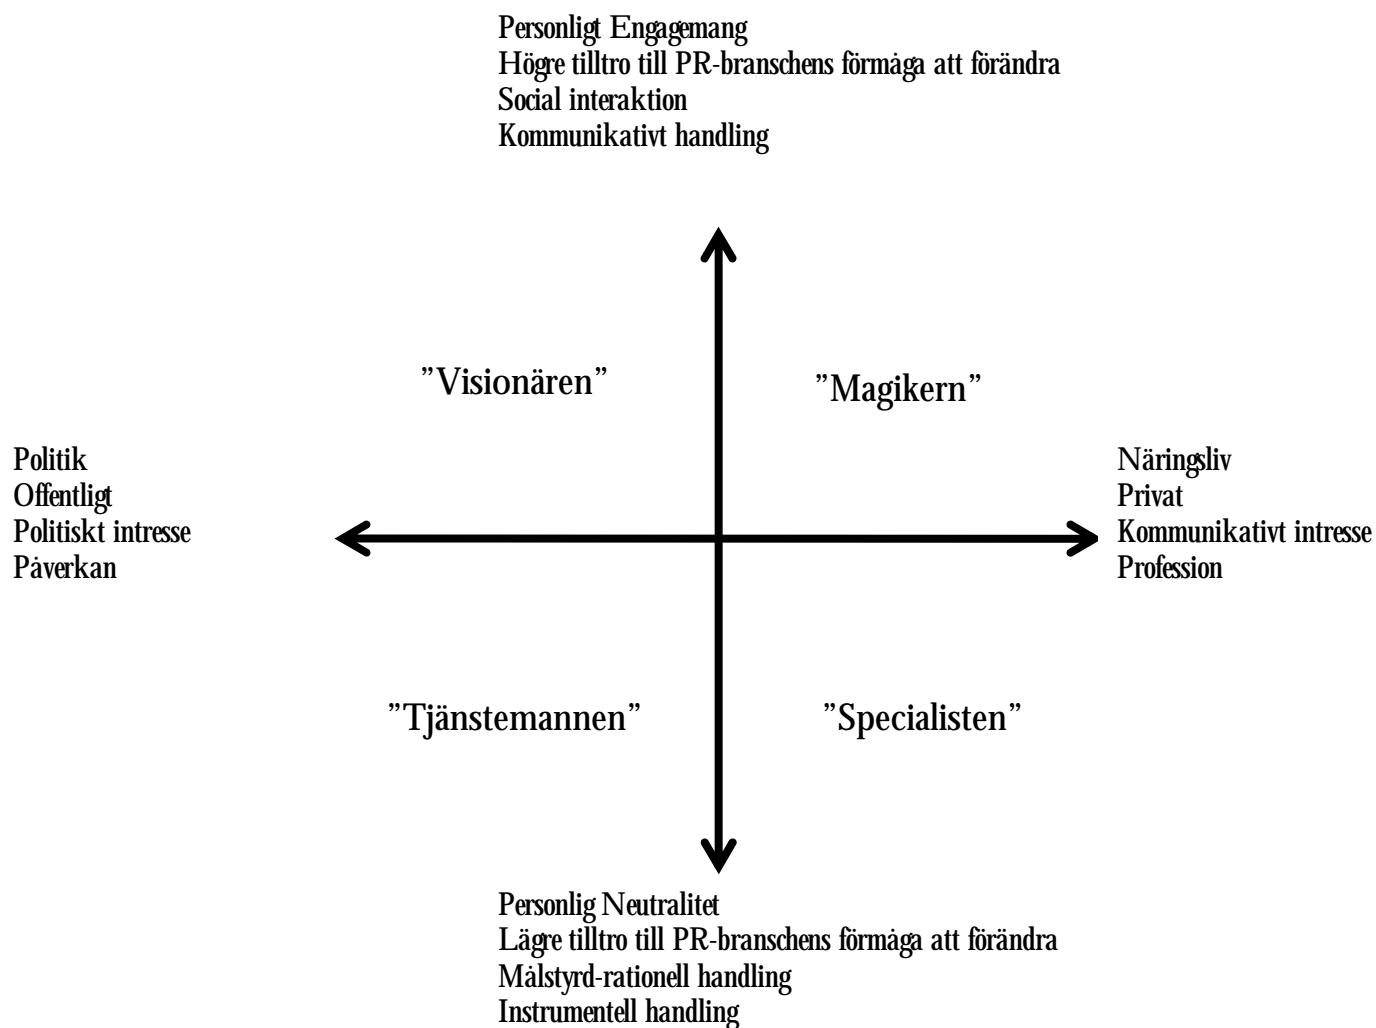 Personligt Engagemang
Högre tilltro till PR-branschens förmåga att förändra
Social interaktion
Kommunikativt handling
”Visionären”
”Magikern”
Politik
Offentligt
Politiskt intresse
Påverkan
Näringsliv
Privat
Kommunikativt intresse
Profession
”Tjänstemannen”
”Specialisten”
Personlig Neutralitet
Lägre tilltro till PR-branschens förmåga att förändra
Målstyrd-rationell handling
Instrumentell handling